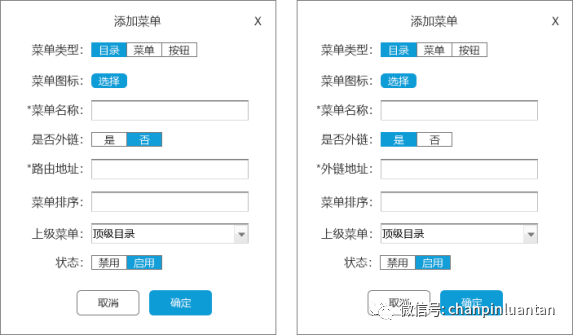 添加菜单 X
菜单类型: 目录 菜单 按钮
菜单图标: 选择
*菜单名称:
是否外链: 是 否
*路由地址:
菜单排序:
上级菜单: 顶级目录
状态: 禁用 启用
取消 确定
添加菜单 X
菜单类型: 目录 菜单 按钮
菜单图标: 选择
*菜单名称:
是否外链: 是 否
*外链地址:
菜单排序:
上级菜单: 顶级目录
状态: 禁用 启用
取消 确定
微信号: chanpinluantan